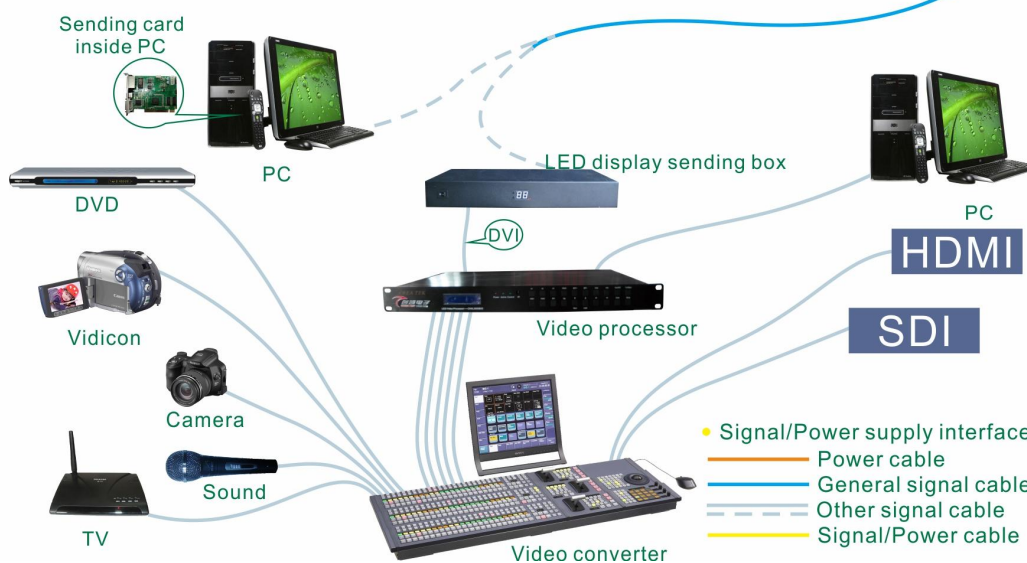 Sending card
inside PC
PC
LED display sending box
DVD
DVI
PC
HDMI
Vidicon
Video processor
SDI
Camera
Sound
TV
Video converter
Signal/Power supply interface
Power cable
General signal cable
Other signal cable
Signal/Power cable
88